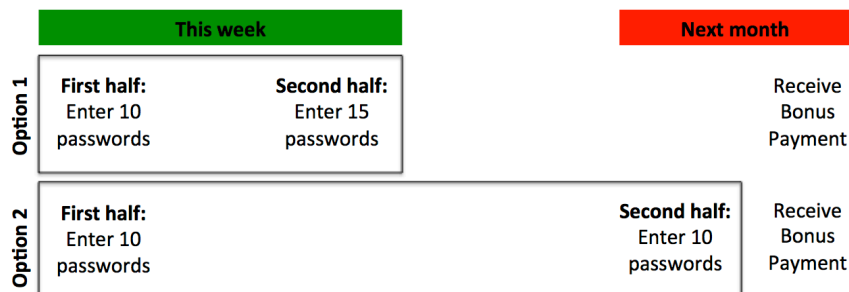 This week
Next month
Option 1
First half:
Enter 10
passwords
Second half:
Enter 15
passwords
Receive
Bonus
Payment
Option 2
First half:
Enter 10
passwords
Second half:
Enter 10
passwords
Receive
Bonus
Payment